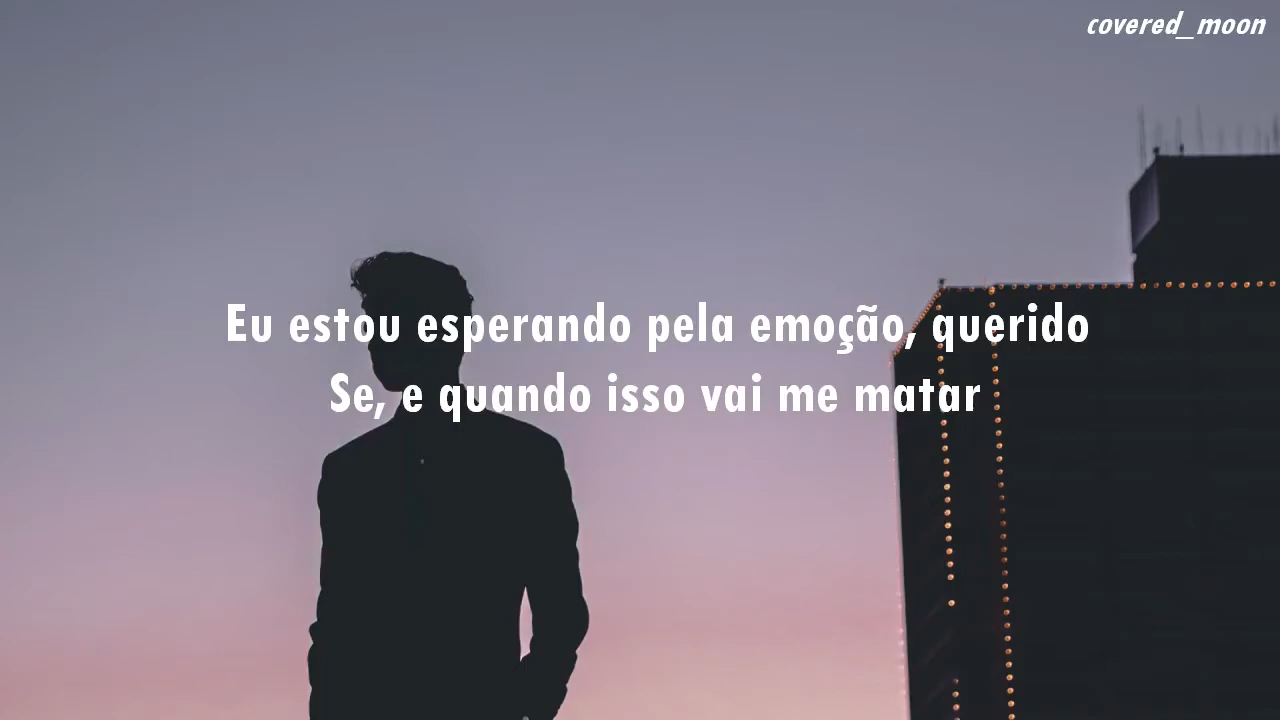 covered_moon
Eu estou esperando pela emoção, querido
Se, e quando isso vai me matar